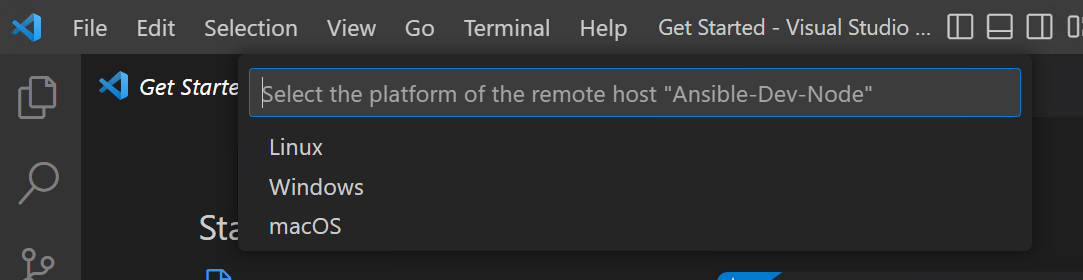 File Edit Selection View Go Terminal Help Get Started - Visual Studio ...
Get Starte
Select the platform of the remote host "Ansible-Dev-Node"
Linux
Windows
macOS
Sta